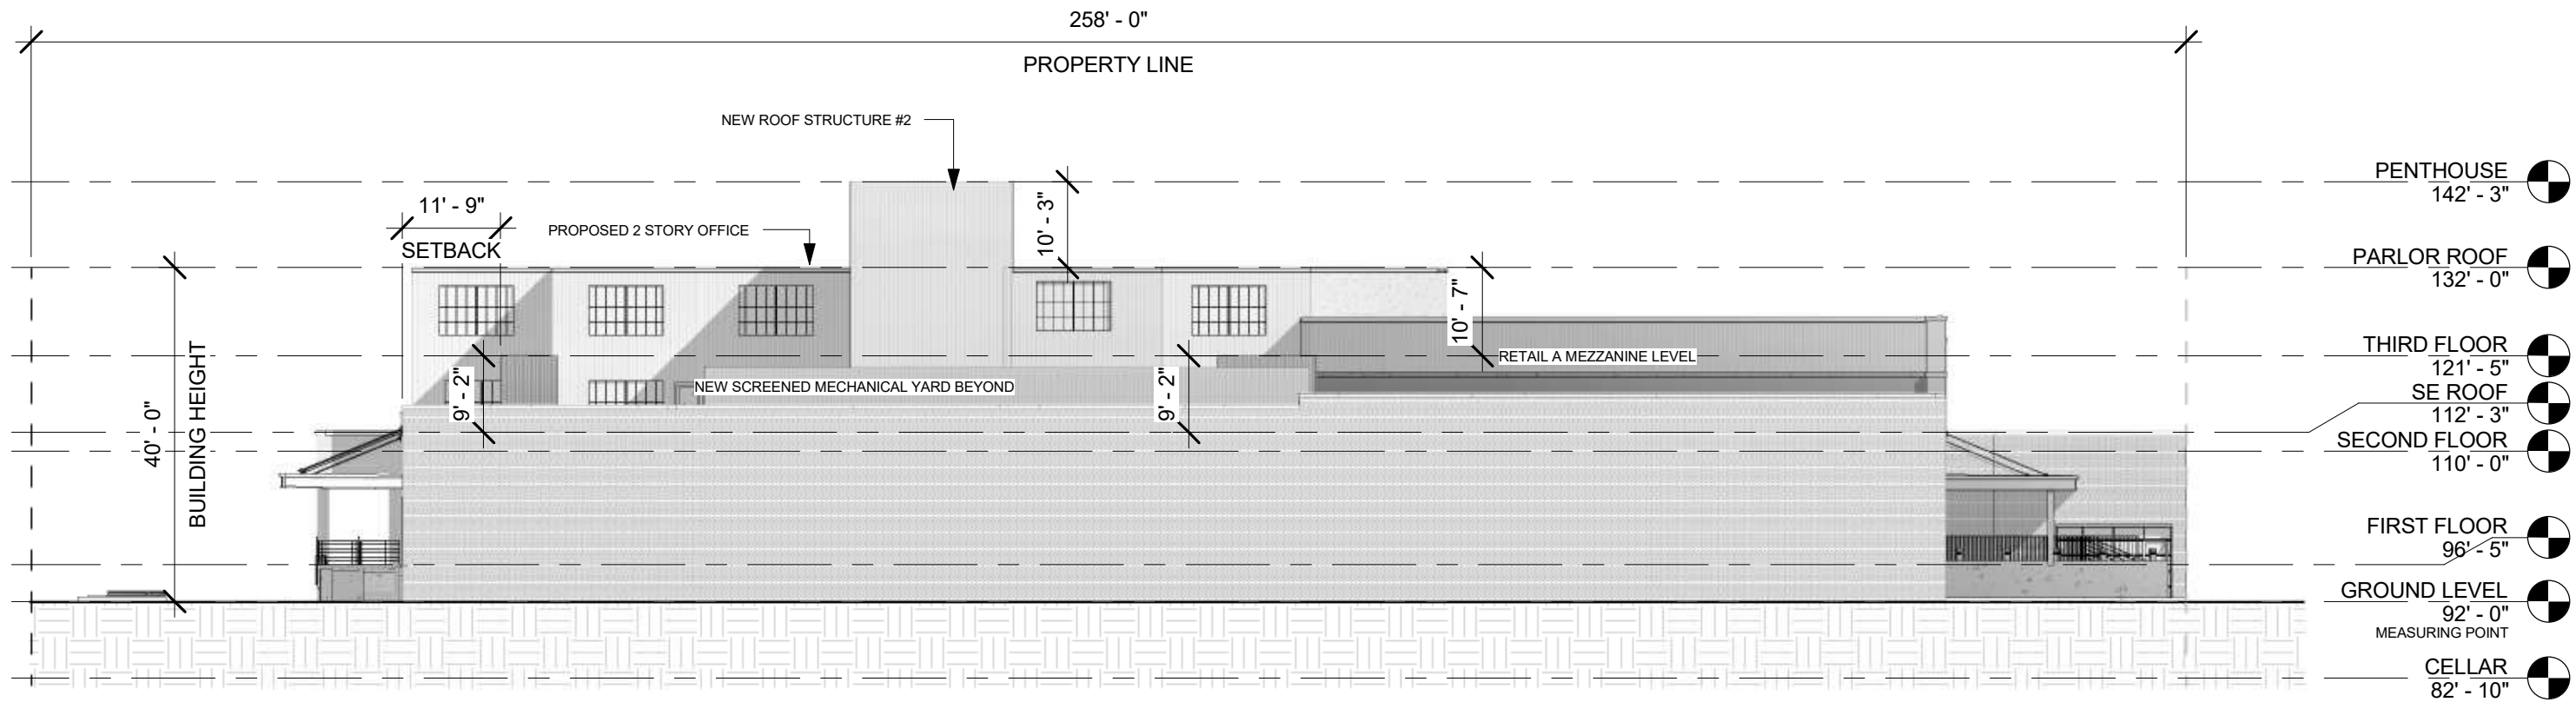 258' - 0"
PROPERTY LINE
NEW ROOF STRUCTURE #2
PENTHOUSE
142' - 3"
11' - 9"
SETBACK
PROPOSED 2 STORY OFFICE
10' - 3"
PARLOR ROOF
132' - 0"
10' - 7"
THIRD FLOOR
121' - 5"
RETAIL A MEZZANINE LEVEL
NEW SCREENED MECHANICAL YARD BEYOND
9' - 2"
9' - 2"
SE ROOF
112' - 3"
40' - 0"
BUILDING HEIGHT
SECOND FLOOR
110' - 0"
FIRST FLOOR
96' - 5"
GROUND LEVEL
92' - 0"
MEASURING POINT
CELLAR
82' - 10"